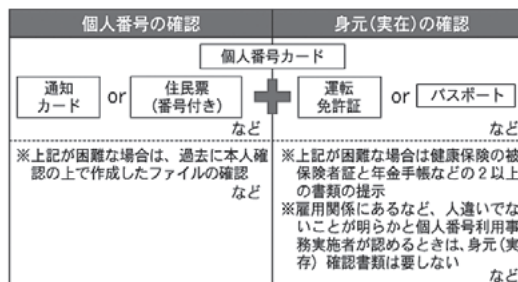 個人番号の確認
身元(実在)の確認
個人番号カード
通知
カード
or
住民票
(番号付き)
など
運転
免許証
or
パスポート
など
※上記が困難な場合は、過去に本人確
認の上で作成したファイルの確認
など
※上記が困難な場合は健康保険の被
保険者証と年金手帳などの2以上
の書類の提示
※雇用関係にあるなど、人違いでな
いことが明らかと個人番号利用事
務実施者が認めるときは、身元(実
存)確認書類は要しない
など